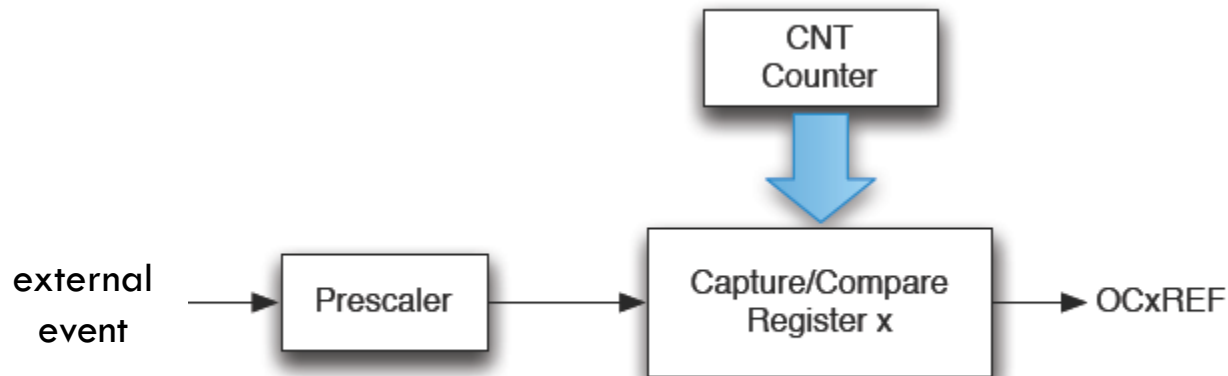 CNT
Counter
external
event
Prescaler
Capture/Compare
Register x
OCxREF